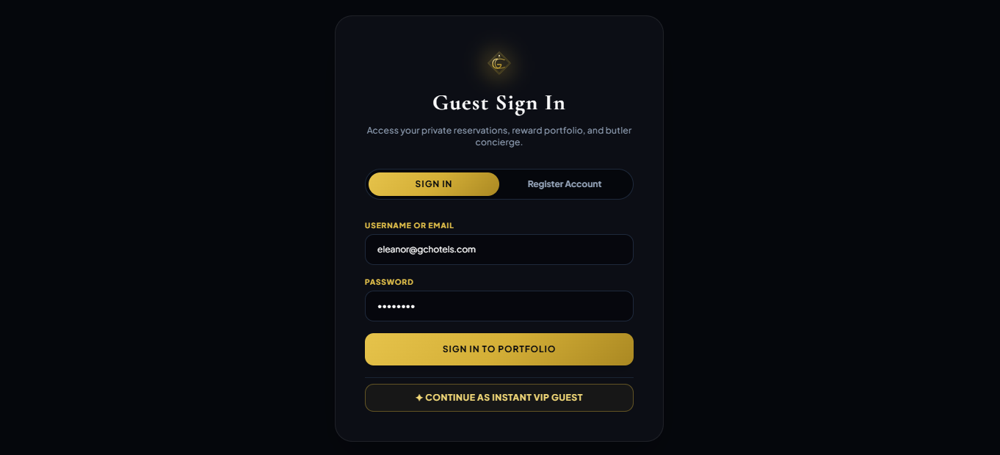 Guest Sign In
Access your private reservations, reward portfolio, and butler
concierge.
SIGN IN
Register Account
USERNAME OR EMAIL
eleanor@gchotels.com
PASSWORD
••••••••
SIGN IN TO PORTFOLIO
✦ CONTINUE AS INSTANT VIP GUEST